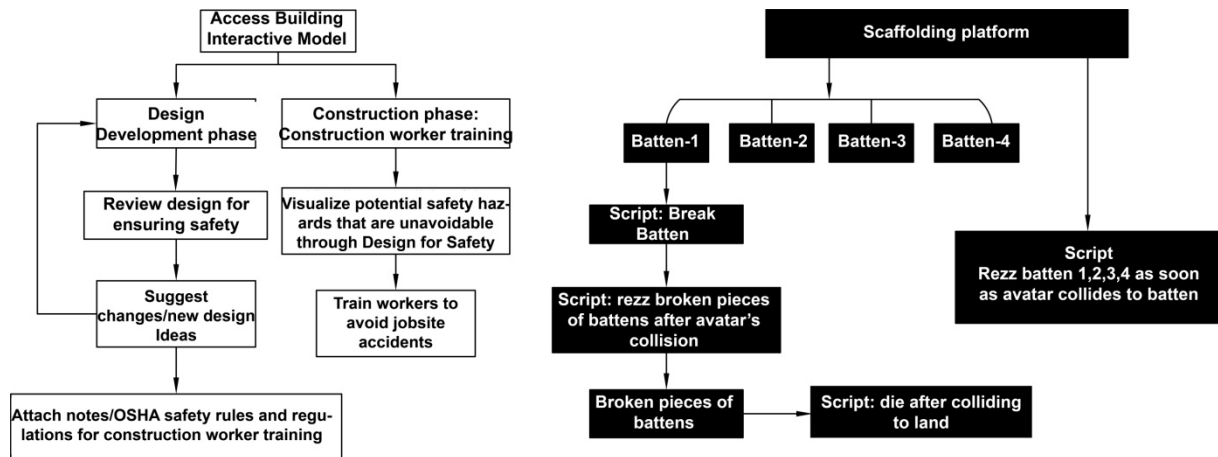 Access Building
Interactive Model
Design
Development phase
Construction phase:
Construction worker training
Review design for
ensuring safety
Visualize potential safety haz-
ards that are unavoidable
through Design for Safety
Suggest
changes/new design
Ideas
Train workers to
avoid jobsite
accidents
Attach notes/OSHA safety rules and regu-
lations for construction worker training
Scaffolding platform
Batten-1
Batten-2
Batten-3
Batten-4
Script: Break
Batten
Script
Rezz batten 1,2,3,4 as soon
as avatar collides to batten
Script: rezz broken pieces
of battens after avatar's
collision
Broken pieces of
battens
Script: die after colliding
to land